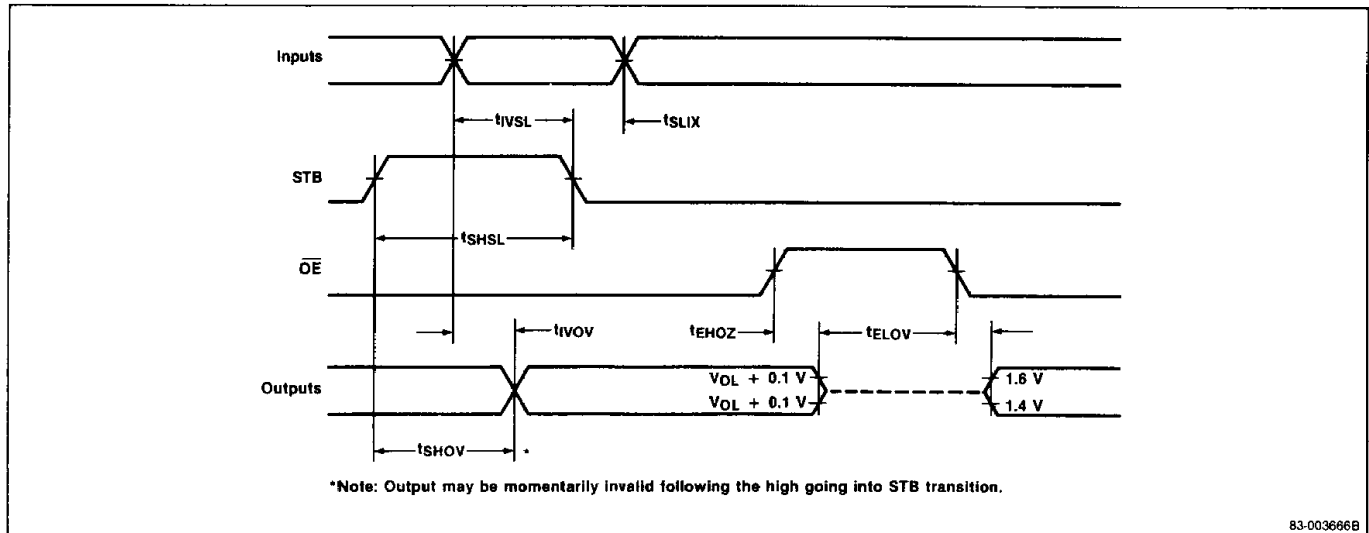 Inputs
tIVSL
tSLIX
STB
tSHSL
OE
tIVOV
tEHOZ
tELOV
Outputs
VOL + 0.1 V
VOL + 0.1 V
1.6 V
1.4 V
tSHOV
*
*Note: Output may be momentarily invalid following the high going into STB transition.
83-003666B